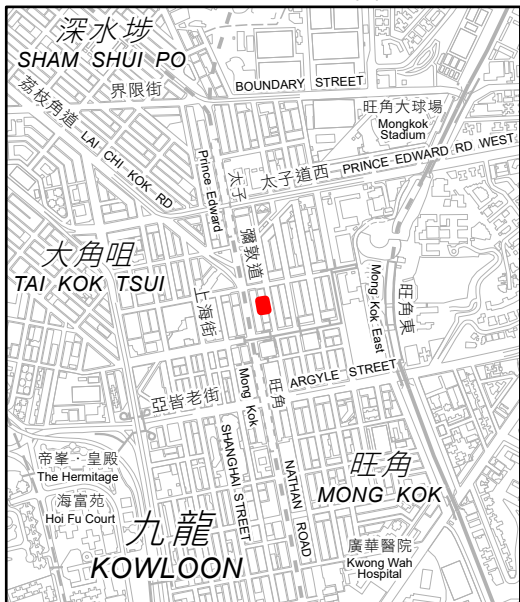 深水埗
SHAM SHUI PO
界限街
BOUNDARY STREET
荔枝角道 LAI CHI KOK RD
旺角大球場
Mongkok
Stadium
Prince Edward
太子
太子道西 PRINCE EDWARD RD WEST
彌敦道
大角咀
TAI KOK TSUI
上海街
Mong Kok East
旺角東
亞皆老街
ARGYLE STREET
Mong Kok
旺角
SHANGHAI STREET
NATHAN ROAD
帝峯‧皇殿
The Hermitage
海富苑
Hoi Fu Court
旺角
MONG KOK
九龍
KOWLOON
廣華醫院
Kwong Wah
Hospital